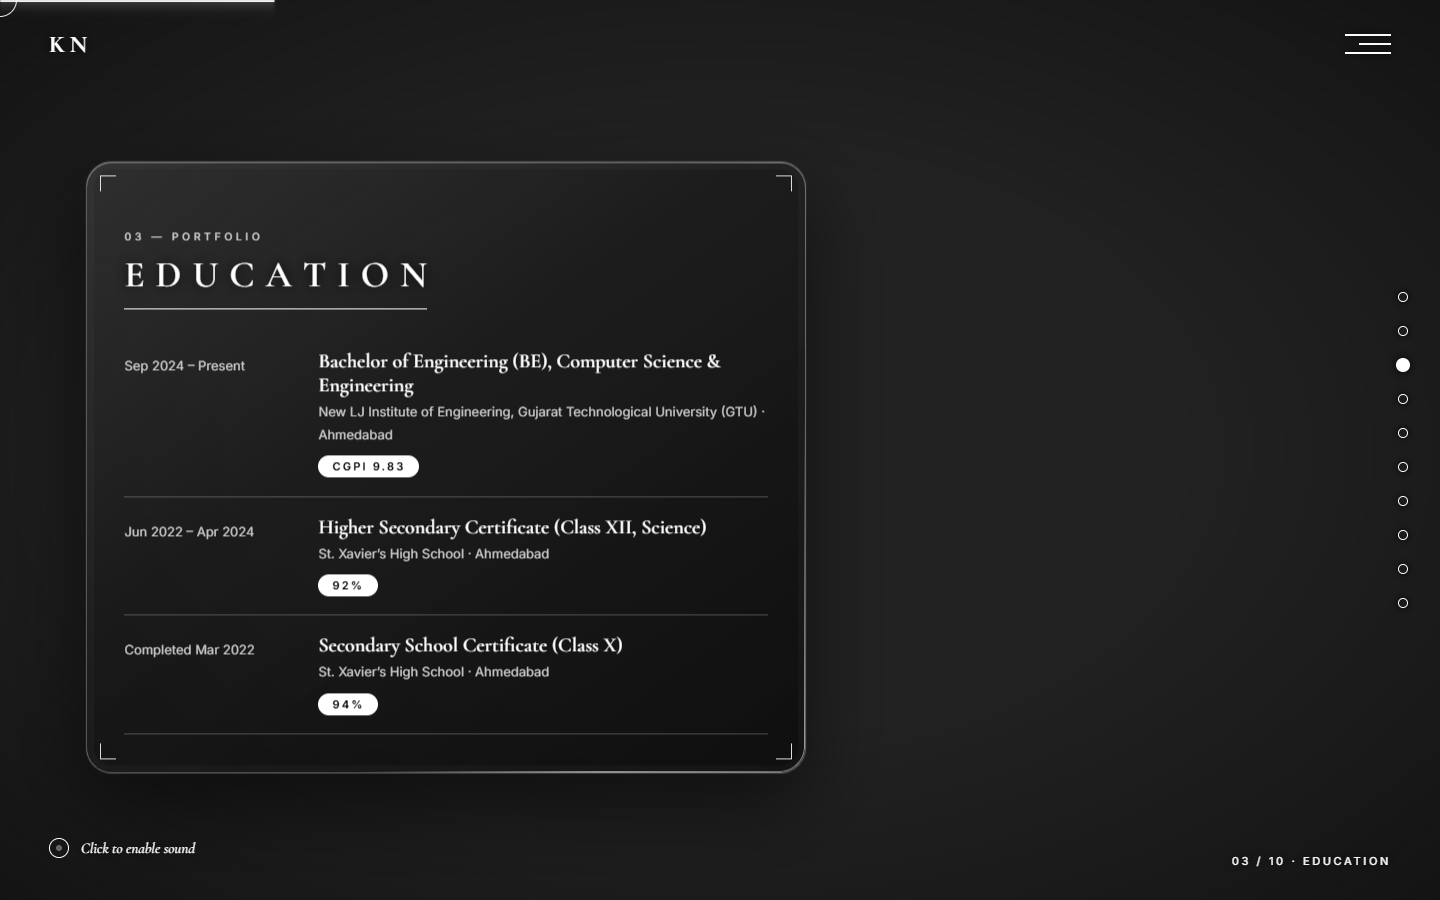 KN
03 — PORTFOLIO
EDUCATION
Sep 2024 – Present
Bachelor of Engineering (BE), Computer Science &
Engineering
New LJ Institute of Engineering, Gujarat Technological University (GTU) ·
Ahmedabad
CGPI 9.83
Jun 2022 – Apr 2024
Higher Secondary Certificate (Class XII, Science)
St. Xavier’s High School · Ahmedabad
92%
Completed Mar 2022
Secondary School Certificate (Class X)
St. Xavier’s High School · Ahmedabad
94%
Click to enable sound
03 / 10 · EDUCATION